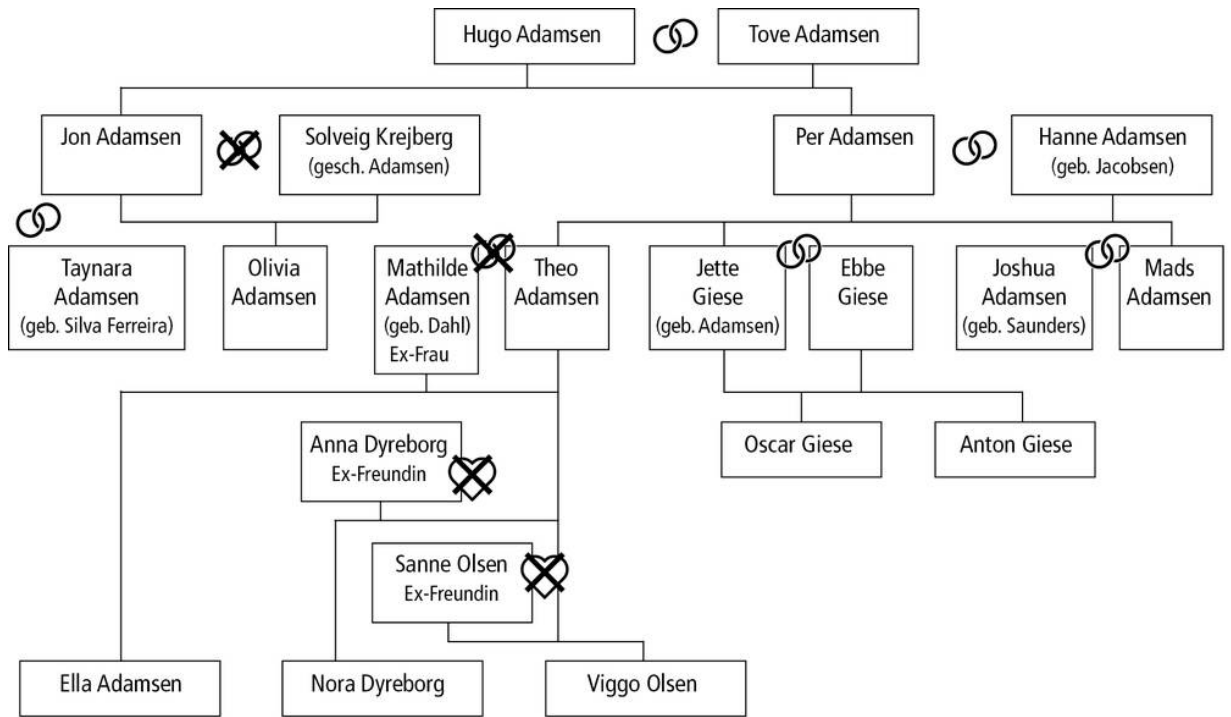 Hugo Adamsen
Tove Adamsen
Jon Adamsen
Solveig Krejberg
(gesch. Adamsen)
Per Adamsen
Hanne Adamsen
(geb. Jacobsen)
Taynara
Adamsen
(geb. Silva Ferreira)
Olivia
Adamsen
Mathilde
Adamsen
(geb. Dahl)
Ex-Frau
Theo
Adamsen
Jette
Giese
(geb. Adamsen)
Ebbe
Giese
Joshua
Adamsen
(geb. Saunders)
Mads
Adamsen
Anna Dyreborg
Ex-Freundin
Oscar Giese
Anton Giese
Sanne Olsen
Ex-Freundin
Ella Adamsen
Nora Dyreborg
Viggo Olsen